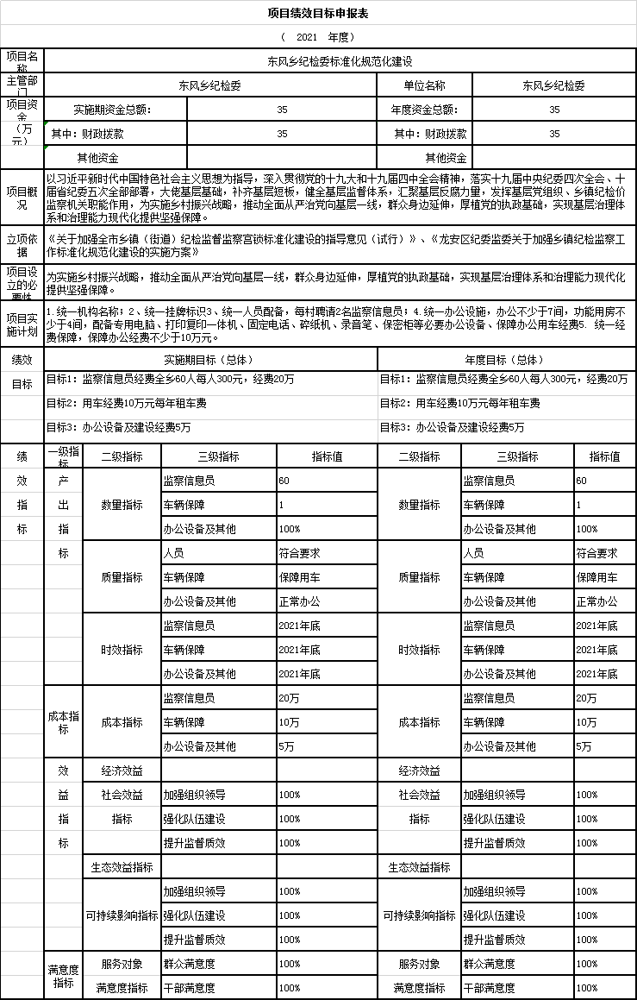 项目绩效目标申报表
（ 2021 年度）
项目名称 东风乡纪检委标准化规范化建设
主管部门 东风乡纪检委 单位名称 东风乡纪检委
项目资金 实施期资金总额： 35 年度资金总额： 35
（万元） 其中：财政拨款 35 其中：财政拨款 35
其他资金 其他资金
项目概况
以习近平新时代中国特色社会主义思想为指导，深入贯彻党的十九大和十九届四中全会精神，落实十九届中央纪委四次全会、十
届省纪委五次全部部署，大佬基层基础，补齐基层短板，健全基层监督体系，汇聚基层反腐力量，发挥基层党组织、乡镇纪检价
监察机关职能作用，为实施乡村振兴战略，推动全面从严治党向基层一线，群众身边延伸，厚植党的执政基础，实现基层治理体
系和治理能力现代化提供坚强保障。
立项依据
《关于加强全市乡镇（街道）纪检监督监察宫锁标准化建设的指导意见（试行）》、《龙安区纪委监委关于加强乡镇纪检监察工
作标准化规范化建设的实施方案》
项目设立的必要性
为实施乡村振兴战略，推动全面从严治党向基层一线，群众身边延伸，厚植党的执政基础，实现基层治理体系和治理能力现代化
提供坚强保障。
项目实施计划
1.统一机构名称；2、统一挂牌标识3、统一人员配备，每村聘请2名监察信息员；4.统一办公设施，办公不少于7间，功能用房不
少于4间，配备专用电脑、打印复印一体机、固定电话、碎纸机、录音笔、保密柜等必要办公设备、保障办公用车经费5. 统一经
费保障，保障办公经费不少于10万元。
绩效 实施期目标（总体） 年度目标（总体）
目标 目标1：监察信息员经费全乡60人每人300元，经费20万 目标1：监察信息员经费全乡60人每人300元，经费20万
目标2：用车经费10万元每年租车费 目标2：用车经费10万元每年租车费
目标3：办公设备及建设经费5万 目标3：办公设备及建设经费5万
绩 一级指标 二级指标 三级指标 指标值 二级指标 三级指标 指标值
效 产 监察信息员 60 监察信息员 60
指 出 数量指标 车辆保障 1 数量指标 车辆保障 1
标 指 办公设备及其他 100% 办公设备及其他 100%
标 人员 符合要求 人员 符合要求
质量指标 车辆保障 保障用车 质量指标 车辆保障 保障用车
办公设备及其他 正常办公 办公设备及其他 正常办公
监察信息员 2021年底 监察信息员 2021年底
时效指标 车辆保障 2021年底 时效指标 车辆保障 2021年底
办公设备及其他 2021年底 办公设备及其他 2021年底
监察信息员 20万 监察信息员 20万
成本指标 成本指标 车辆保障 10万 成本指标 车辆保障 10万
办公设备及其他 5万 办公设备及其他 5万
效 经济效益 经济效益
益 社会效益 加强组织领导 100% 社会效益 加强组织领导 100%
指 指标 强化队伍建设 100% 指标 强化队伍建设 100%
标 提升监督质效 100% 提升监督质效 100%
生态效益指标 生态效益指标
加强组织领导 100% 加强组织领导 100%
可持续影响指标 强化队伍建设 100% 可持续影响指标 强化队伍建设 100%
提升监督质效 100% 提升监督质效 100%
满意度指标 服务对象 群众满意度 100% 服务对象 群众满意度 100%
满意度指标 干部满意度 100% 满意度指标 干部满意度 100%